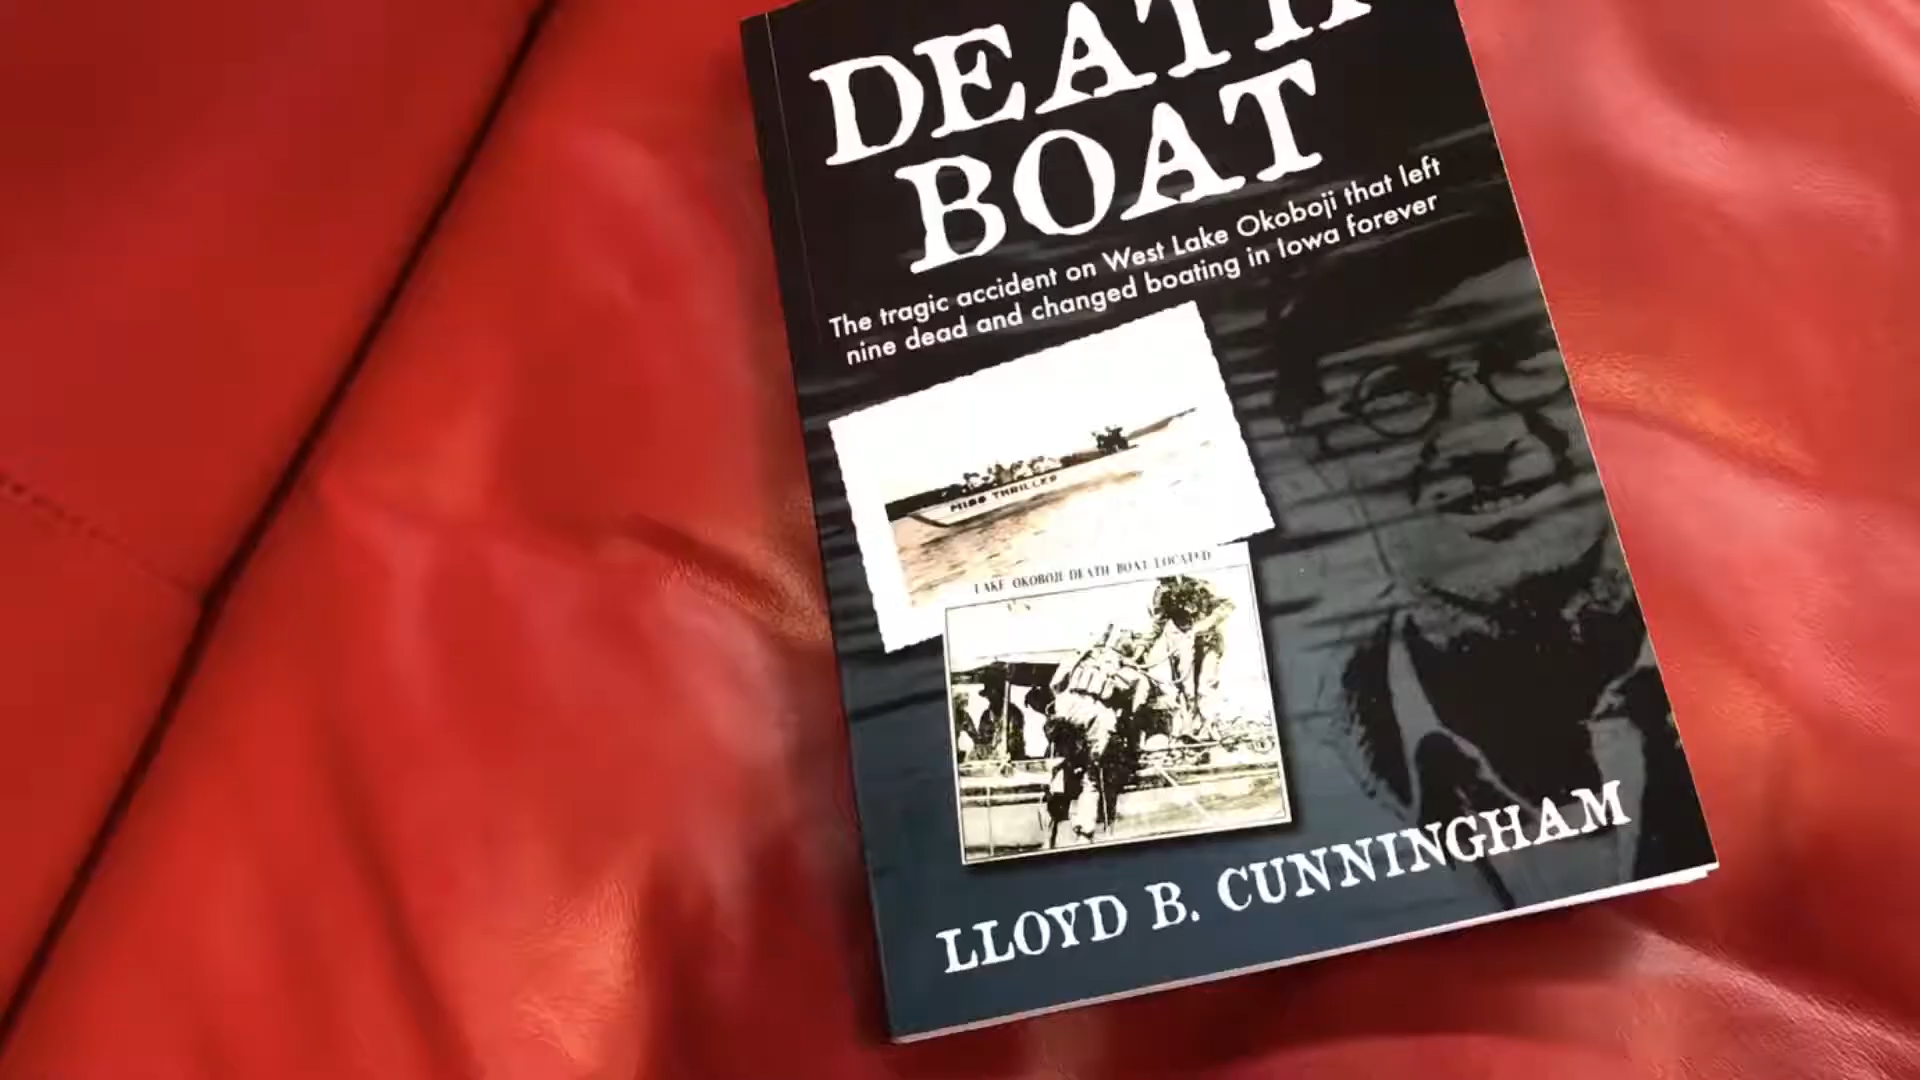 DEATH
BOAT
The tragic accident on West Lake Okoboji that left
nine dead and changed boating in Iowa forever
MISS THRILLER
LAKE OKOBOJI DEATH BOAT LOCATED
LLOYD B. CUNNINGHAM